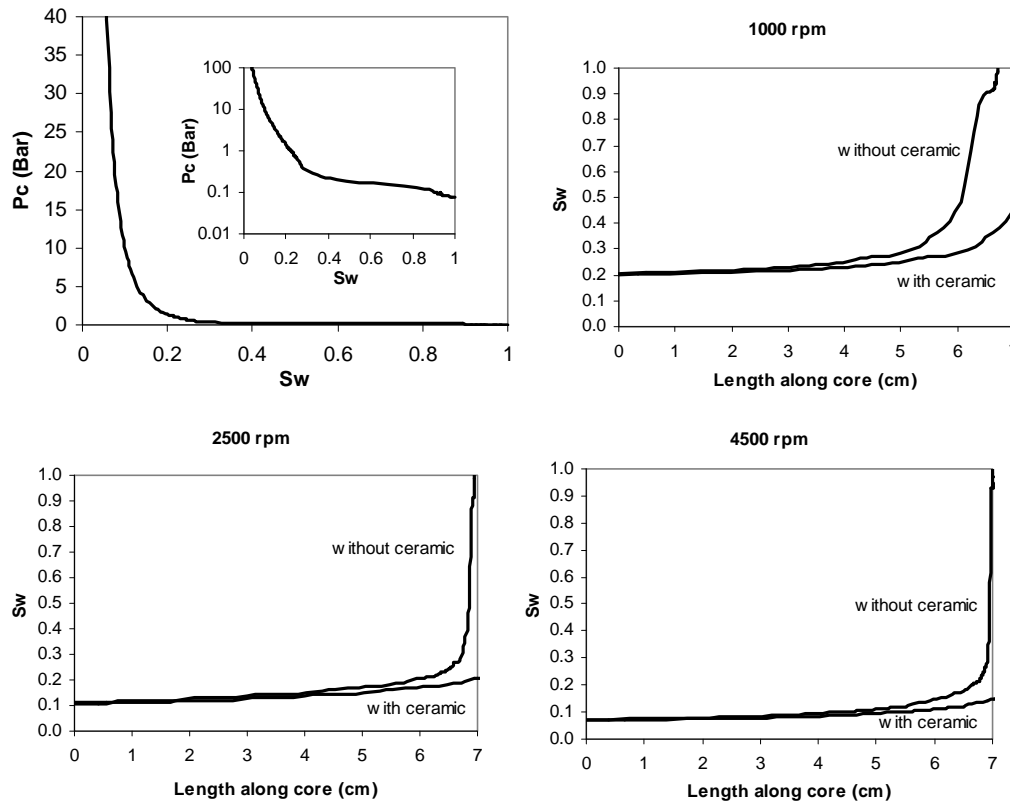 40
35
30
25
20
15
10
5
0
Pc (Bar)
0 0.2 0.4 0.6 0.8 1
Sw
100
10
1
0.1
0.01
Pc (Bar)
0 0.2 0.4 0.6 0.8 1
Sw
1000 rpm
1.0
0.9
0.8
0.7
0.6
0.5
0.4
0.3
0.2
0.1
0.0
Sw
without ceramic
with ceramic
0 1 2 3 4 5 6
Length along core (cm)
2500 rpm
1.0
0.9
0.8
0.7
0.6
0.5
0.4
0.3
0.2
0.1
0.0
Sw
without ceramic
with ceramic
0 1 2 3 4 5 6 7
Length along core (cm)
4500 rpm
1.0
0.9
0.8
0.7
0.6
0.5
0.4
0.3
0.2
0.1
0.0
Sw
without ceramic
with ceramic
0 1 2 3 4 5 6 7
Length along core (cm)